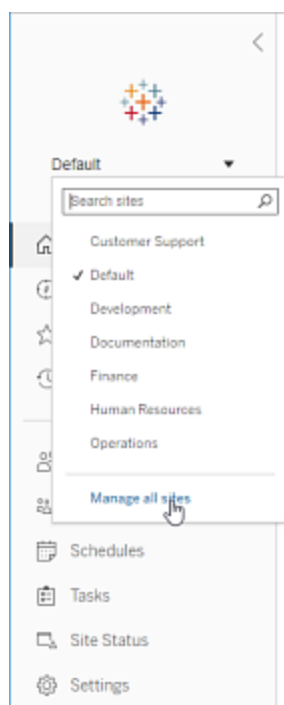 Default
Search sites
Customer Support
Default
Development
Documentation
Finance
Human Resources
Operations
Manage all sites
Schedules
Tasks
Site Status
Settings